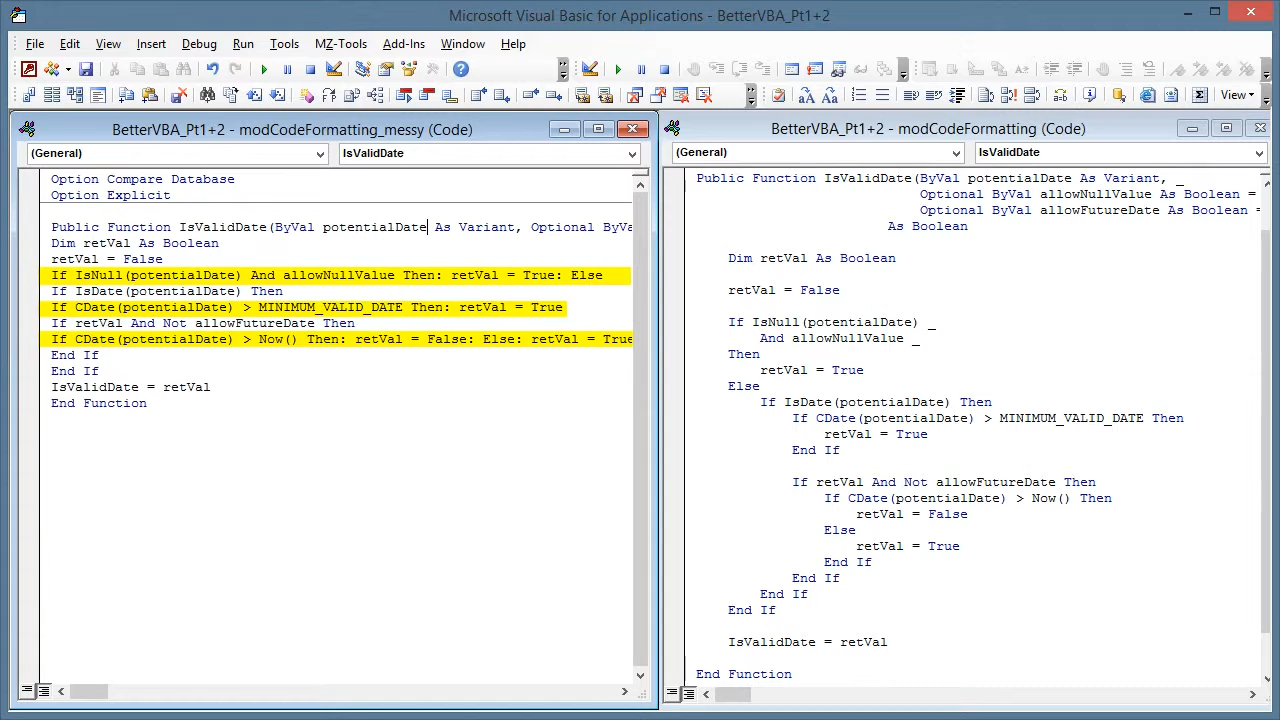 Microsoft Visual Basic for Applications - BetterVBA_Pt1+2
File Edit View Insert Debug Run Tools MZ-Tools Add-Ins Window Help
View
BetterVBA_Pt1+2 - modCodeFormatting_messy (Code)
(General) IsValidDate
Option Compare Database
Option Explicit
Public Function IsValidDate(ByVal potentialDate As Variant, Optional ByVa
Dim retVal As Boolean
retVal = False
If IsNull(potentialDate) And allowNullValue Then: retVal = True: Else
If IsDate(potentialDate) Then
If CDate(potentialDate) > MINIMUM_VALID_DATE Then: retVal = True
If retVal And Not allowFutureDate Then
If CDate(potentialDate) > Now() Then: retVal = False: Else: retVal = True
End If
End If
IsValidDate = retVal
End Function
BetterVBA_Pt1+2 - modCodeFormatting (Code)
(General) IsValidDate
Public Function IsValidDate(ByVal potentialDate As Variant, _
Optional ByVal allowNullValue As Boolean =
Optional ByVal allowFutureDate As Boolean =
As Boolean
Dim retVal As Boolean
retVal = False
If IsNull(potentialDate) _
And allowNullValue _
Then
retVal = True
Else
If IsDate(potentialDate) Then
If CDate(potentialDate) > MINIMUM_VALID_DATE Then
retVal = True
End If
If retVal And Not allowFutureDate Then
If CDate(potentialDate) > Now() Then
retVal = False
Else
retVal = True
End If
End If
End If
End If
IsValidDate = retVal
End Function